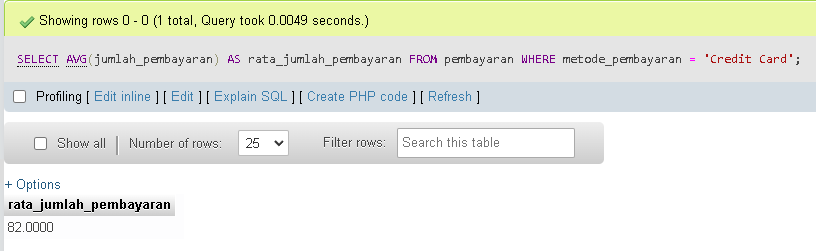 Showing rows 0 - 0 (1 total, Query took 0.0049 seconds.)
SELECT AVG(jumlah_pembayaran) AS rata_jumlah_pembayaran FROM pembayaran WHERE metode_pembayaran = 'Credit Card';
Profiling [ Edit inline ] [ Edit ] [ Explain SQL ] [ Create PHP code ] [ Refresh ]
Show all Number of rows: 25 Filter rows: Search this table
+ Options
rata_jumlah_pembayaran
82.0000